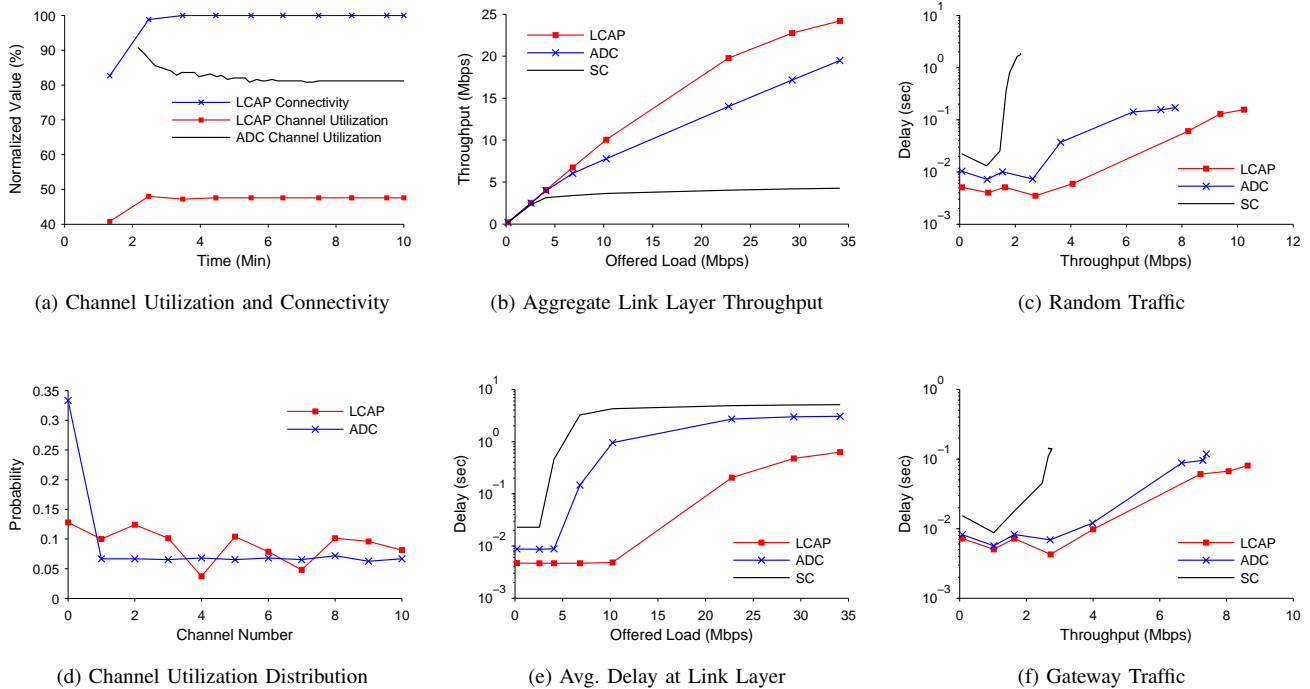 100
90
80
70
60
50
40
0
2
4
6
8
10
Normalized Value (%)
Time (Min)
LCAP Connectivity
LCAP Channel Utilization
ADC Channel Utilization
(a) Channel Utilization and Connectivity
25
20
15
10
5
0
0
5
10
15
20
25
30
35
Throughput (Mbps)
Offered Load (Mbps)
LCAP
ADC
SC
(b) Aggregate Link Layer Throughput
10^1
10^0
10^-1
10^-2
10^-3
0
2
4
6
8
10
12
Delay (sec)
Throughput (Mbps)
LCAP
ADC
SC
(c) Random Traffic
0.35
0.3
0.25
0.2
0.15
0.1
0.05
0
0
2
4
6
8
10
Probability
Channel Number
LCAP
ADC
(d) Channel Utilization Distribution
10^1
10^0
10^-1
10^-2
10^-3
0
5
10
15
20
25
30
35
Delay (sec)
Offered Load (Mbps)
LCAP
ADC
SC
(e) Avg. Delay at Link Layer
10^0
10^-1
10^-2
10^-3
0
2
4
6
8
10
Delay (sec)
Throughput (Mbps)
LCAP
ADC
SC
(f) Gateway Traffic